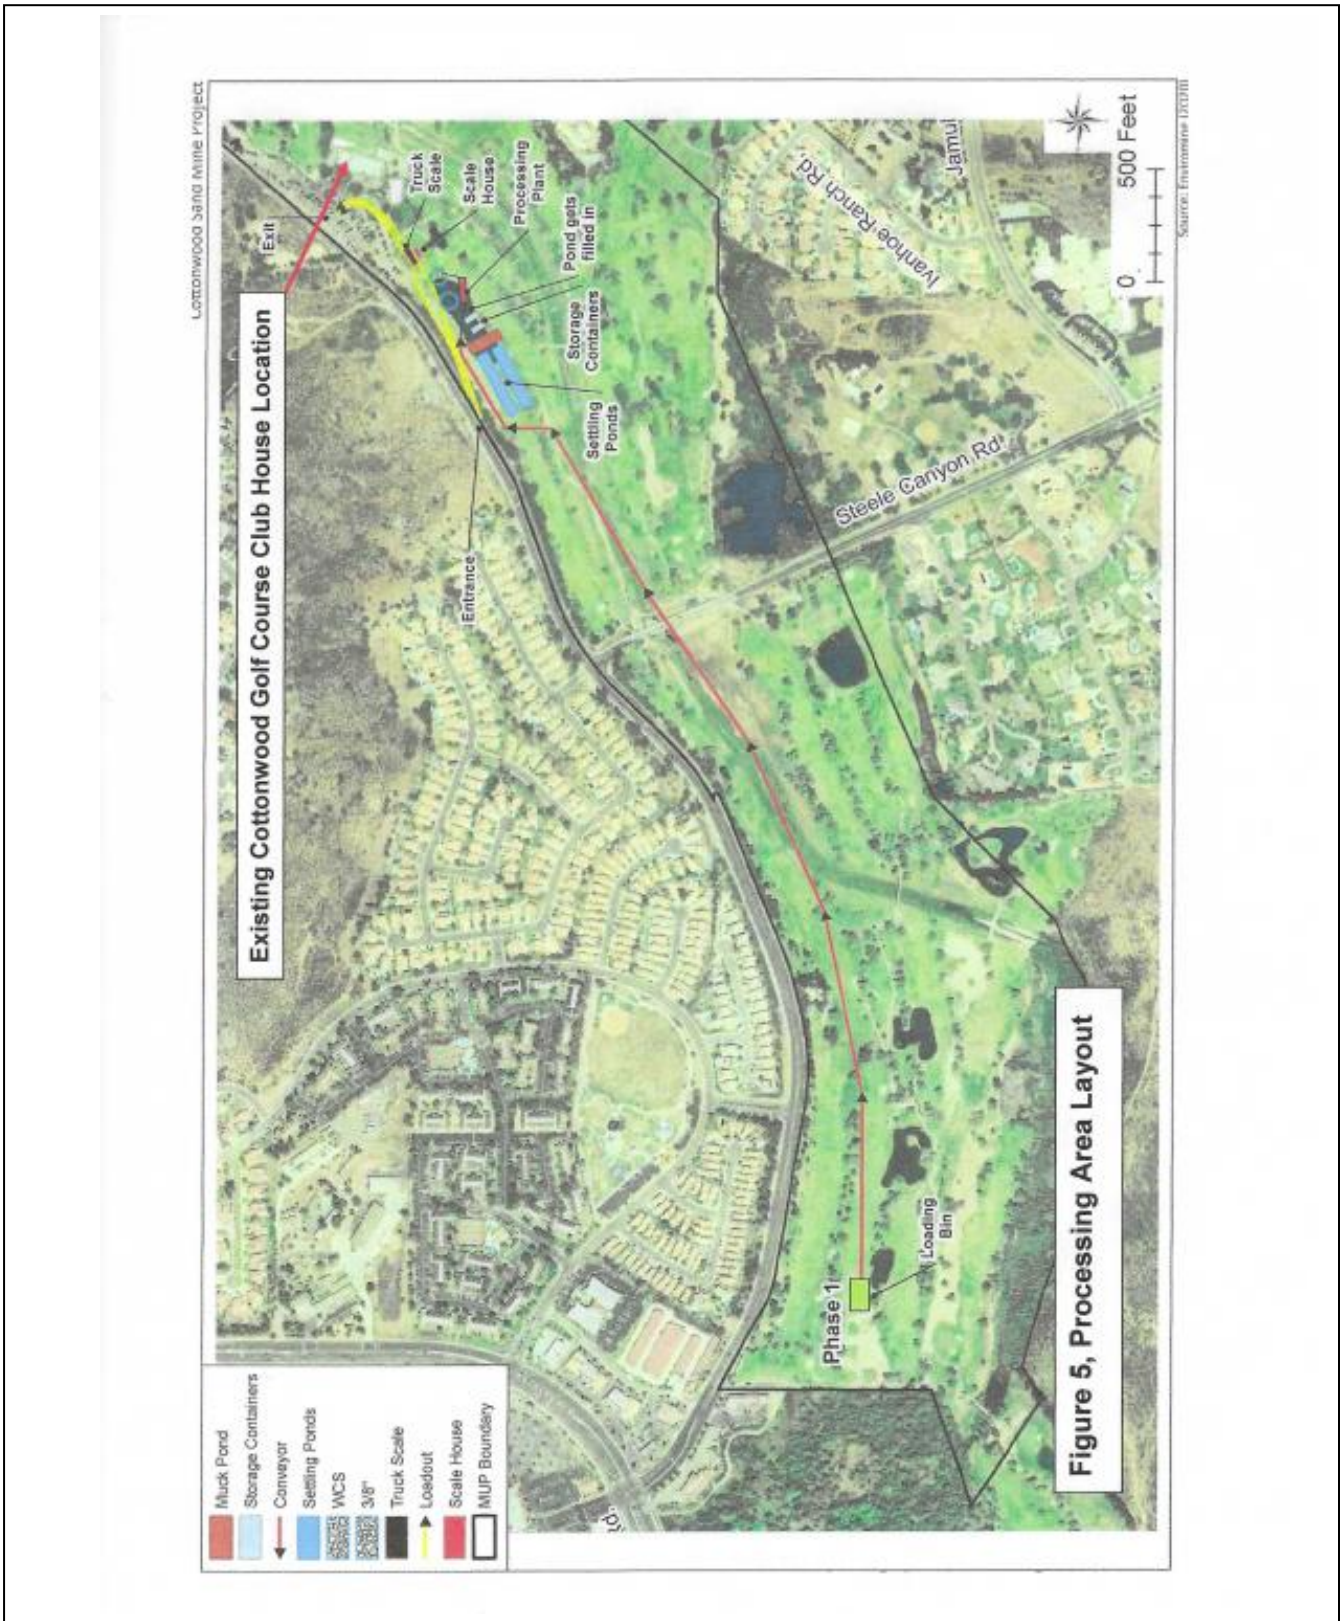 Cottonwood Sand Mine Project
Existing Cottonwood Golf Course Club House Location
Exit
Truck
Scale
Scale
House
Processing
Plant
Pond gets
filled in
Storage
Containers
Settling
Ponds
Entrance
Ivanhoe Ranch Rd.
Jamul
Steele Canyon Rd
Phase 1
Loading
Bin
Rd.
Muck Pond
Storage Containers
Conveyor
Settling Ponds
WCS
3/8"
Truck Scale
Loadout
Scale House
MUP Boundary
Figure 5, Processing Area Layout
0
500 Feet
Source: